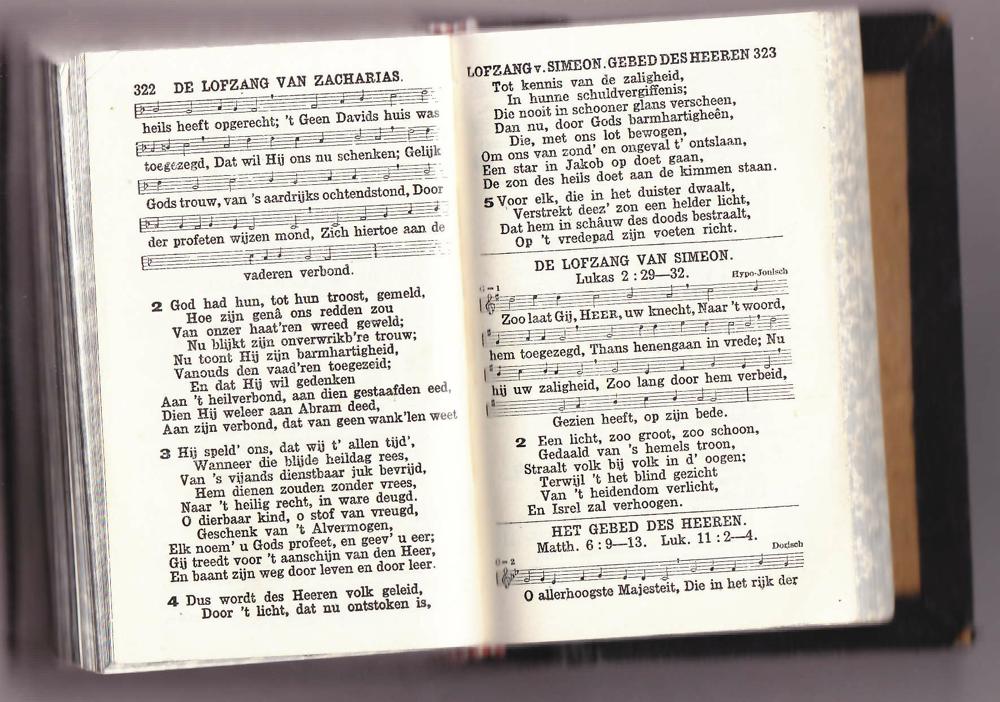 322 DE LOFZANG VAN ZACHARIAS.
heils heeft opgerecht; 't Geen Davids huis was
toegezegd, Dat wil Hij ons nu schenken; Gelijk
Gods trouw, van 's aardrijks ochtendstond, Door
der profeten wijzen mond, Zich hiertoe aan de
vaderen verbond.
2 God had hun, tot hun troost, gemeld,
Hoe zijn genâ ons redden zou
Van onzer haat'ren wreed geweld;
Nu blijkt zijn onverwrikb're trouw;
Nu toont Hij zijn barmhartigheid,
Vanouds den vaad'ren toegezeid;
En dat Hij wil gedenken
Aan 't heilverbond, aan dien gestaafden eed,
Dien Hij weleer aan Abram deed,
Aan zijn verbond, dat van geen wank'len weet
3 Hij speld' ons, dat wij t' allen tijd',
Wanneer die blijde heildag rees,
Van 's vijands dienstbaar juk bevrijd,
Hem dienen zouden zonder vrees,
Naar 't heilig recht, in ware deugd.
O dierbaar kind, o stof van vreugd,
Geschenk van 't Alvermogen,
Elk noem' u Gods profeet, en geev' u eer;
Gij treedt voor 't aanschijn van den Heer,
En baant zijn weg door leven en door leer.
4 Dus wordt des Heeren volk geleid,
Door 't licht, dat nu ontstoken is,
LOFZANG v. SIMEON. GEBED DES HEEREN 323
Tot kennis van de zaligheid,
In hunne schuldvergiffenis;
Die nooit in schooner glans verscheen,
Dan nu, door Gods barmhartigheên,
Die, met ons lot bewogen,
Om ons van zond' en ongeval t' ontslaan,
Een star in Jakob op doet gaan,
De zon des heils doet aan de kimmen staan.
5 Voor elk, die in het duister dwaalt,
Verstrekt deez' zon een helder licht,
Dat hem in schâuw des doods bestraalt,
Op 't vredepad zijn voeten richt.
DE LOFZANG VAN SIMEON.
Lukas 2 : 29—32. Hypo-Jonisch
G = 1
Zoo laat Gij, HEER, uw knecht, Naar 't woord,
hem toegezegd, Thans henengaan in vrede; Nu
hij uw zaligheid, Zoo lang door hem verbeid,
Gezien heeft, op zijn bede.
2 Een licht, zoo groot, zoo schoon,
Gedaald van 's hemels troon,
Straalt volk bij volk in d' oogen;
Terwijl 't het blind gezicht
Van 't heidendom verlicht,
En Isrel zal verhoogen.
HET GEBED DES HEEREN.
Matth. 6 : 9—13. Luk. 11 : 2—4.
Dorisch
= 2
O allerhoogste Majesteit, Die in het rijk der